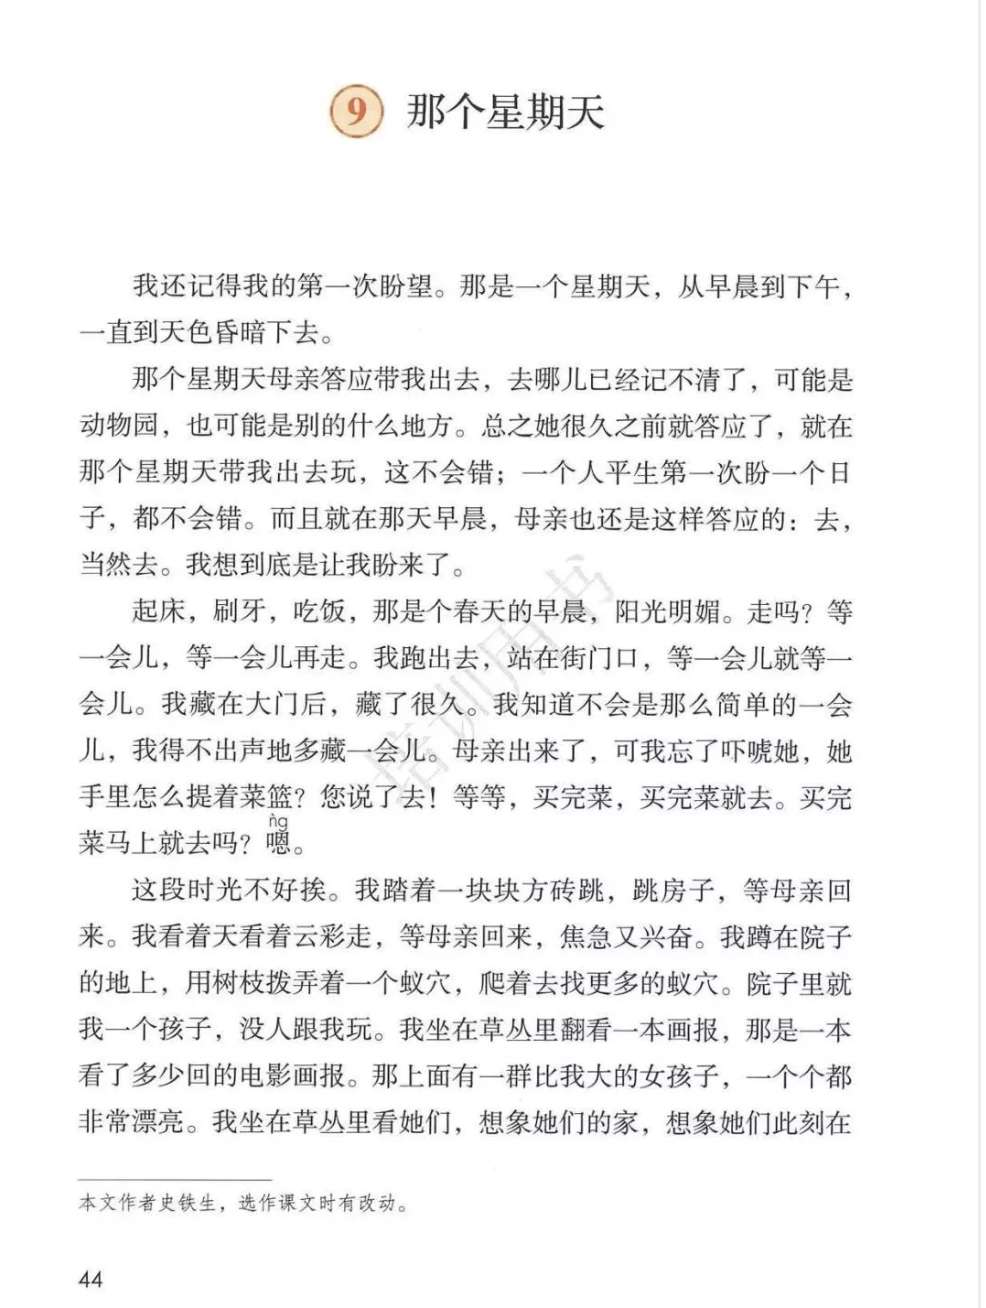 9 那个星期天
我还记得我的第一次盼望。那是一个星期天，从早晨到下午，
一直到天色昏暗下去。
那个星期天母亲答应带我出去，去哪儿已经记不清了，可能是
动物园，也可能是别的什么地方。总之她很久之前就答应了，就在
那个星期天带我出去玩，这不会错；一个人平生第一次盼一个日
子，都不会错。而且就在那天早晨，母亲也还是这样答应的：去，
当然去。我想到底是让我盼来了。
起床，刷牙，吃饭，那是个春天的早晨，阳光明媚。走吗？等
一会儿，等一会儿再走。我跑出去，站在街门口，等一会儿就等一
会儿。我藏在大门后，藏了很久。我知道不会是那么简单的一会
儿，我得不出声地多藏一会儿。母亲出来了，可我忘了吓唬她，她
手里怎么提着菜篮？您说了去！等等，买完菜，买完菜就去。买完
ǹg
菜马上就去吗？嗯。
这段时光不好挨。我踏着一块块方砖跳，跳房子，等母亲回
来。我看着天看着云彩走，等母亲回来，焦急又兴奋。我蹲在院子
的地上，用树枝拨弄着一个蚁穴，爬着去找更多的蚁穴。院子里就
我一个孩子，没人跟我玩。我坐在草丛里翻看一本画报，那是一本
看了多少回的电影画报。那上面有一群比我大的女孩子，一个个都
非常漂亮。我坐在草丛里看她们，想象她们的家，想象她们此刻在
本文作者史铁生，选作课文时有改动。
44
培训用书